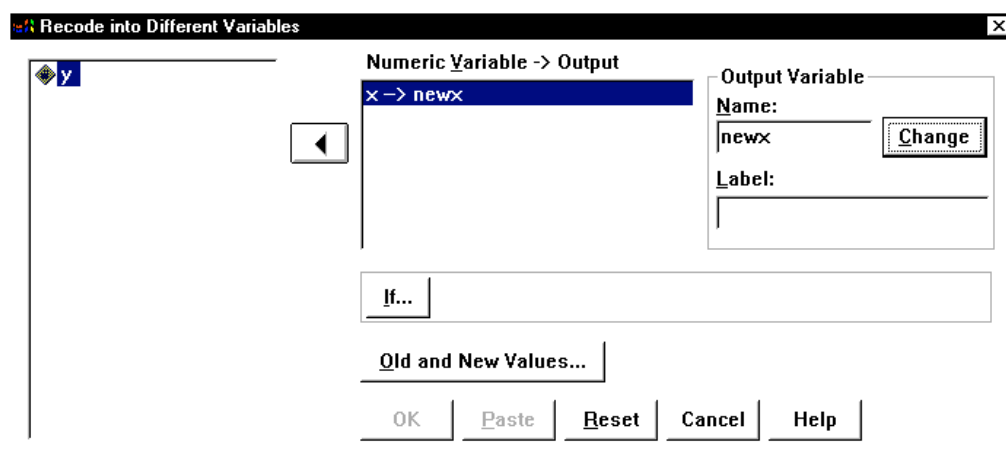 Recode into Different Variables
y
Numeric Variable -> Output
x --> newx
Output Variable
Name:
newx
Change
Label:
If...
Old and New Values...
OK Paste Reset Cancel Help